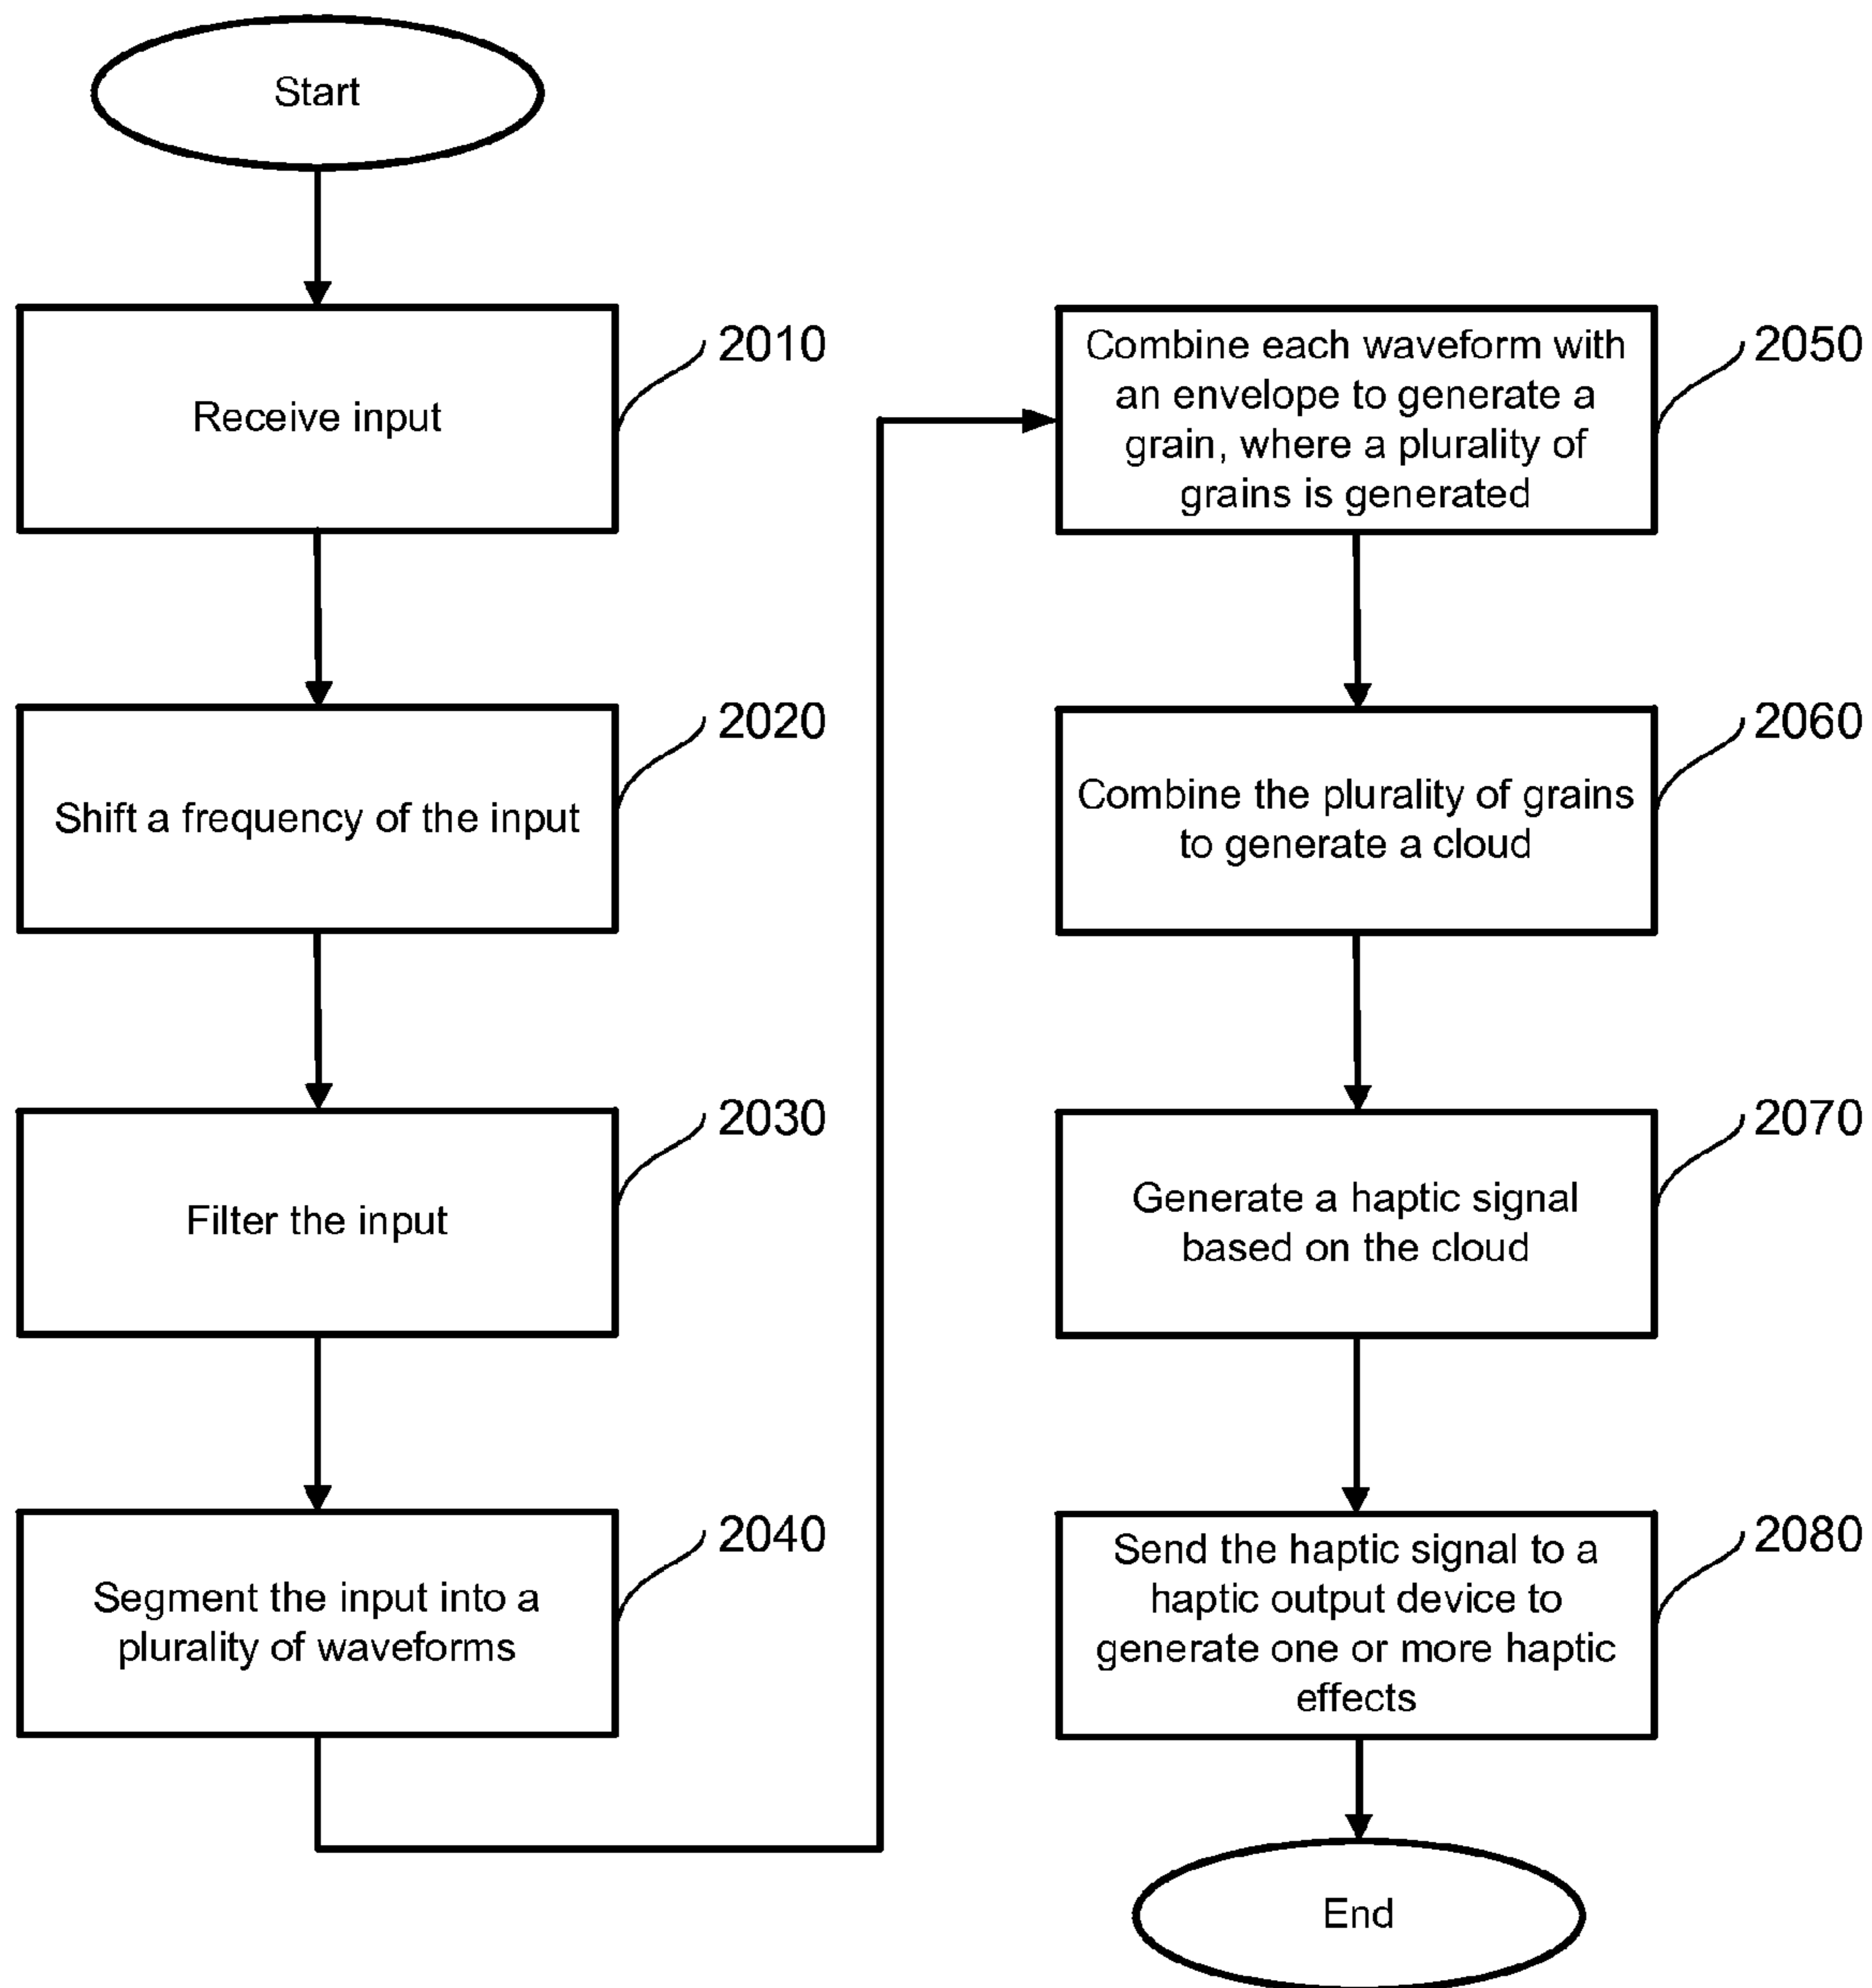 Start
Receive input
2010
Shift a frequency of the input
2020
Filter the input
2030
Segment the input into a
plurality of waveforms
2040
Combine each waveform with
an envelope to generate a
grain, where a plurality of
grains is generated
2050
Combine the plurality of grains
to generate a cloud
2060
Generate a haptic signal
based on the cloud
2070
Send the haptic signal to a
haptic output device to
generate one or more haptic
effects
2080
End